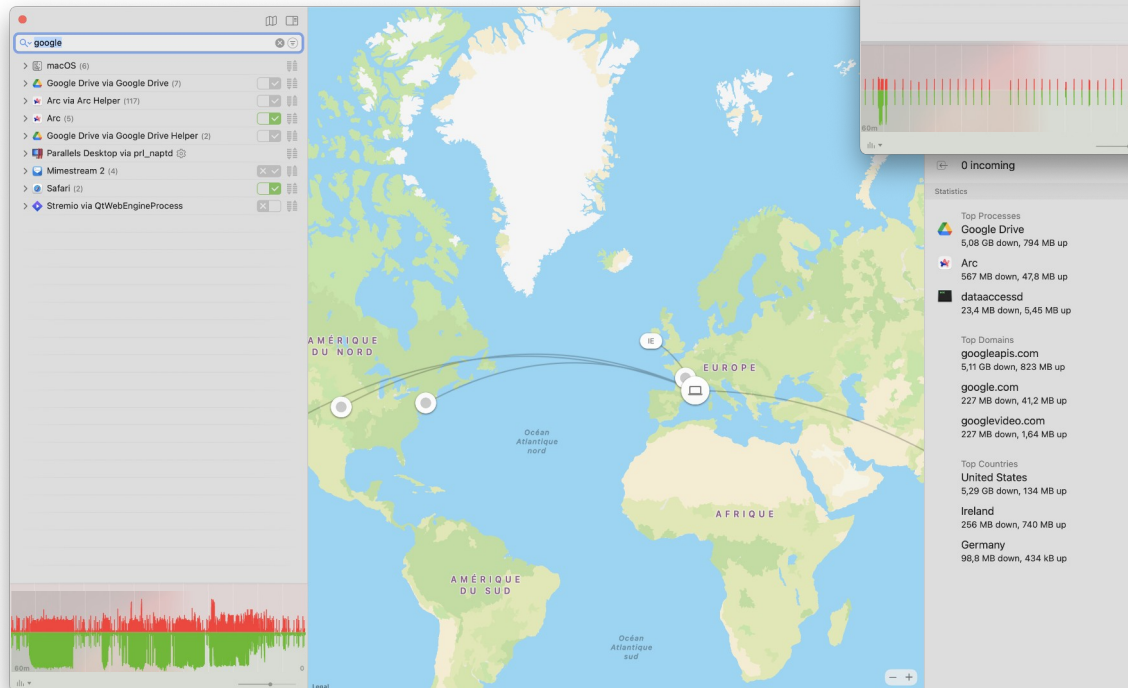 google
macOS (6)
Google Drive via Google Drive (7)
Arc via Arc Helper (117)
Arc (5)
Google Drive via Google Drive Helper (2)
Parallels Desktop via prl_naptd
Mimestream 2 (4)
Safari (2)
Stremio via QtWebEngineProcess
60m
0
AMÉRIQUE
DU NORD
IE
EUROPE
Océan
Atlantique
nord
AFRIQUE
AMÉRIQUE
DU SUD
Océan
Atlantique
sud
Legal
60m
0 incoming
Statistics
Top Processes
Google Drive
5,08 GB down, 794 MB up
Arc
567 MB down, 47,8 MB up
dataaccessd
23,4 MB down, 5,45 MB up
Top Domains
googleapis.com
5,11 GB down, 823 MB up
google.com
227 MB down, 41,2 MB up
googlevideo.com
227 MB down, 1,64 MB up
Top Countries
United States
5,29 GB down, 134 MB up
Ireland
256 MB down, 740 MB up
Germany
98,8 MB down, 434 kB up